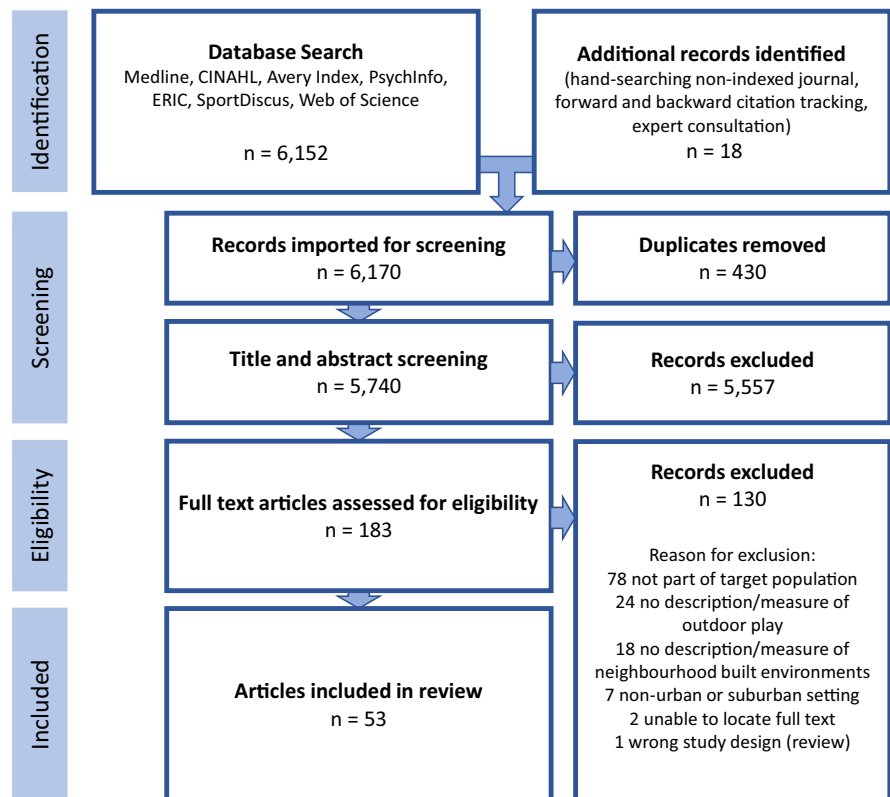 Identification
Database Search
Medline, CINAHL, Avery Index, PsychInfo,
ERIC, SportDiscus, Web of Science
n = 6,152
Additional records identified
(hand-searching non-indexed journal,
forward and backward citation tracking,
expert consultation)
n = 18
Screening
Records imported for screening
n = 6,170
Duplicates removed
n = 430
Title and abstract screening
n = 5,740
Records excluded
n = 5,557
Eligibility
Full text articles assessed for eligibility
n = 183
Records excluded
n = 130
Reason for exclusion:
78 not part of target population
24 no description/measure of
outdoor play
18 no description/measure of
neighbourhood built environments
7 non-urban or suburban setting
2 unable to locate full text
1 wrong study design (review)
Included
Articles included in review
n = 53